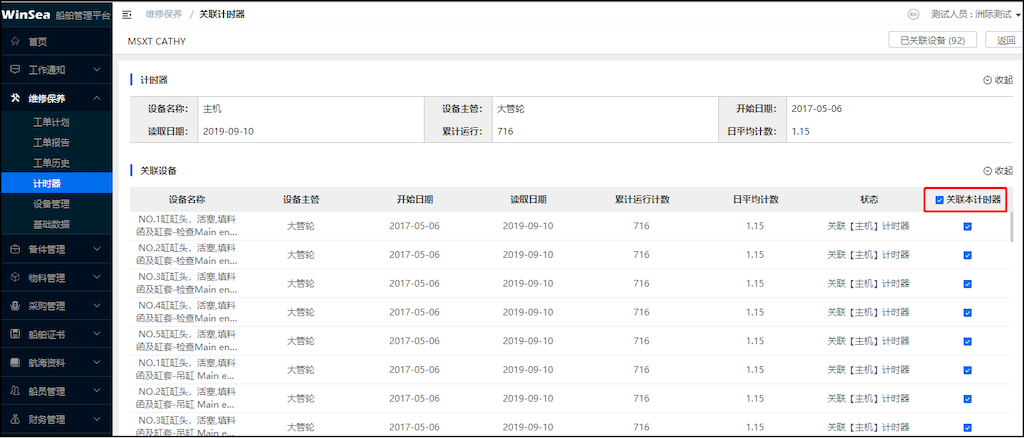 WinSea 船舶管理平台
维修保养 / 关联计时器
En 测试人员：洲际测试
首页
工作通知
维修保养
工单计划
工单报告
工单历史
计时器
设备管理
基础数据
备件管理
物料管理
采购管理
船舶证书
航海资料
船员管理
财务管理
MSXT CATHY
已关联设备 (92)
返回
计时器
收起
设备名称： 主机 设备主管： 大管轮 开始日期： 2017-05-06
读取日期： 2019-09-10 累计运行： 716 日平均计数： 1.15
关联设备
收起
设备名称 设备主管 开始日期 读取日期 累计运行计数 日平均计数 状态 关联本计时器
NO.1缸缸头，活塞,填料
函及缸套-检查Main en... 大管轮 2017-05-06 2019-09-10 716 1.15 关联【主机】计时器
NO.2缸缸头，活塞,填料
函及缸套-检查Main en... 大管轮 2017-05-06 2019-09-10 716 1.15 关联【主机】计时器
NO.3缸缸头，活塞,填料
函及缸套-检查Main en... 大管轮 2017-05-06 2019-09-10 716 1.15 关联【主机】计时器
NO.4缸缸头，活塞,填料
函及缸套-检查Main en... 大管轮 2017-05-06 2019-09-10 716 1.15 关联【主机】计时器
NO.5缸缸头，活塞,填料
函及缸套-检查Main en... 大管轮 2017-05-06 2019-09-10 716 1.15 关联【主机】计时器
NO.1缸缸头，活塞,填料
函及缸套-吊缸 Main e... 大管轮 2017-05-06 2019-09-10 716 1.15 关联【主机】计时器
NO.2缸缸头，活塞,填料
函及缸套-吊缸 Main e... 大管轮 2017-05-06 2019-09-10 716 1.15 关联【主机】计时器
NO.3缸缸头，活塞,填料
函及缸套-吊缸 Main e... 大管轮 2017-05-06 2019-09-10 716 1.15 关联【主机】计时器